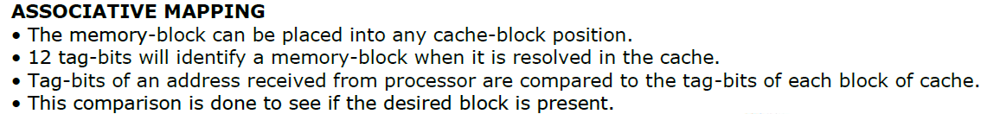 ASSOCIATIVE MAPPING
• The memory-block can be placed into any cache-block position.
• 12 tag-bits will identify a memory-block when it is resolved in the cache.
• Tag-bits of an address received from processor are compared to the tag-bits of each block of cache.
• This comparison is done to see if the desired block is present.